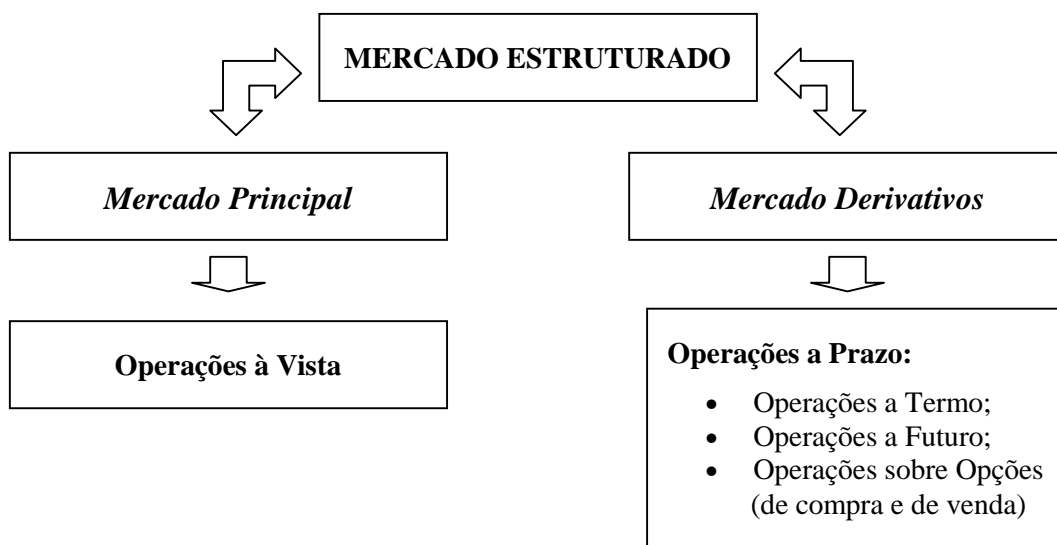 MERCADO ESTRUTURADO
Mercado Principal
Mercado Derivativos
Operações à Vista
Operações a Prazo:
• Operações a Termo;
• Operações a Futuro;
• Operações sobre Opções
(de compra e de venda)